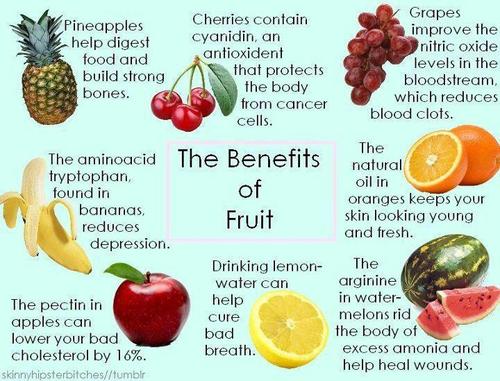 Pineapples
help digest
food and
build strong
bones.
Cherries contain
cyanidin, an
antioxident
that protects
the body
from cancer
cells.
Grapes
improve the
nitric oxide
levels in the
bloodstream,
which reduces
blood clots.
The aminoacid
tryptophan,
found in
bananas,
reduces
depression.
The Benefits
of
Fruit
The
natural
oil in
oranges keeps your
skin looking young
and fresh.
The pectin in
apples can
lower your bad
cholesterol by 16%.
Drinking lemon-
water can
help
cure
bad
breath.
The
arginine
in water-
melons rid
the body of
excess amonia and
help heal wounds.
skinnyhipsterbitches//tumblr